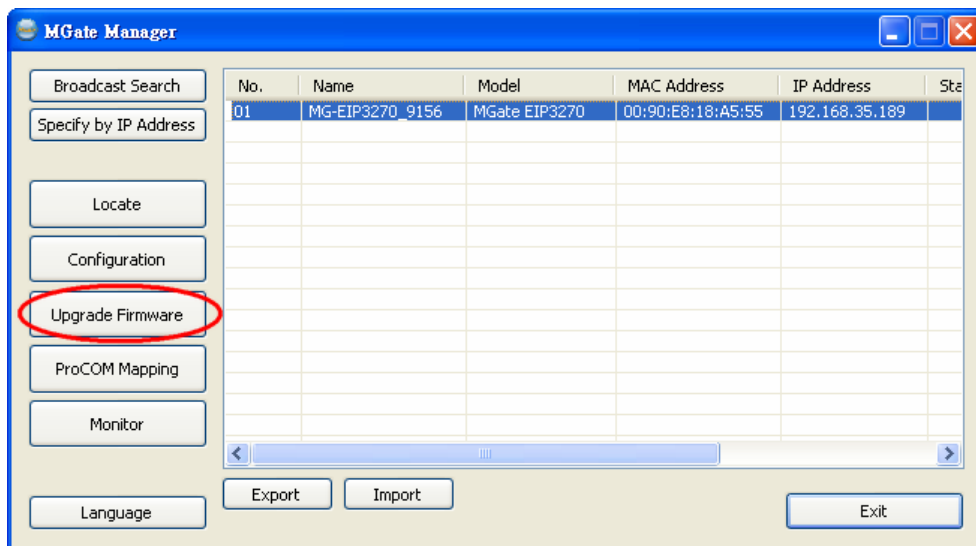 MGate Manager
Broadcast Search
Specify by IP Address
Locate
Configuration
Upgrade Firmware
ProCOM Mapping
Monitor
Language
No. Name Model MAC Address IP Address Sta
01 MG-EIP3270_9156 MGate EIP3270 00:90:E8:18:A5:55 192.168.35.189
Export Import
Exit